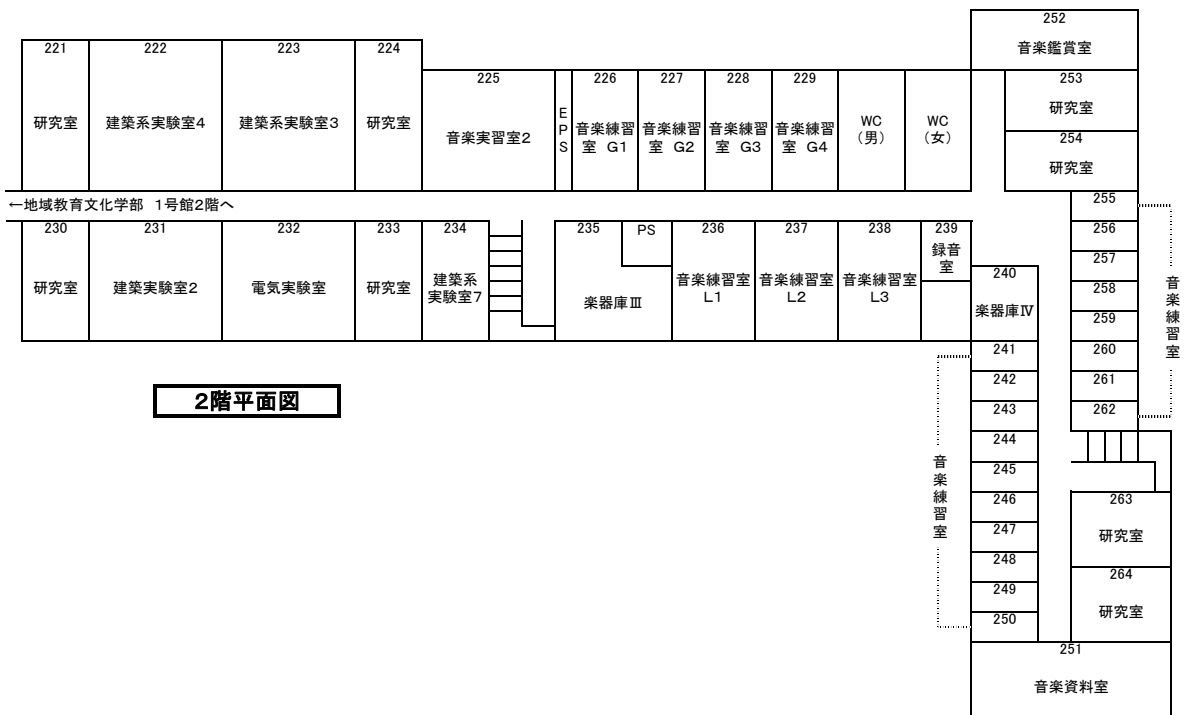 252
音楽鑑賞室
221
研究室
222
建築系実験室4
223
建築系実験室3
224
研究室
225
音楽実習室2
E
P
S
226
音楽練習
室 G1
227
音楽練習
室 G2
228
音楽練習
室 G3
229
音楽練習
室 G4
WC
（男）
WC
（女）
253
研究室
254
研究室
←地域教育文化学部 1号館2階へ
230
研究室
231
建築実験室2
232
電気実験室
233
研究室
234
建築系
実験室7
235
楽器庫Ⅲ
PS
236
音楽練習室
L1
237
音楽練習室
L2
238
音楽練習室
L3
239
録音
室
240
楽器庫Ⅳ
255
256
257
258
259
260
261
262
音
楽
練
習
室
241
242
243
244
245
246
247
248
249
250
音
楽
練
習
室
263
研究室
264
研究室
251
音楽資料室
2階平面図